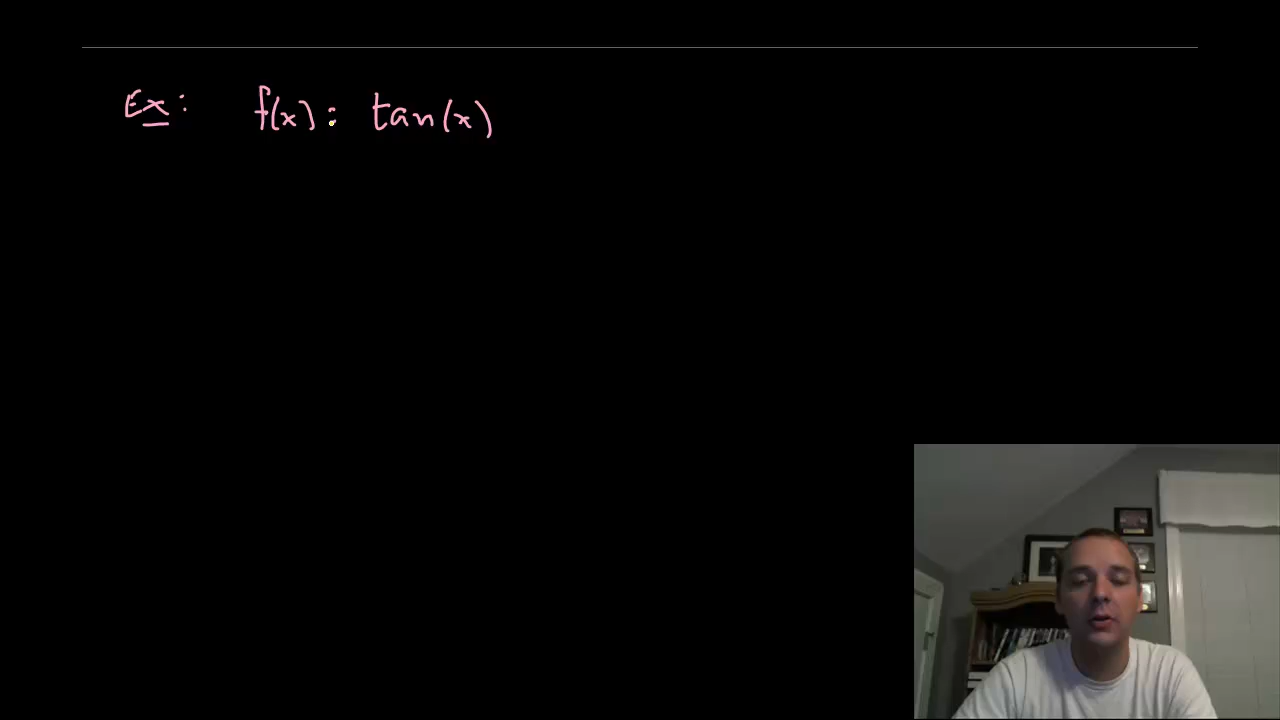 Ex: f(x) = tan(x)